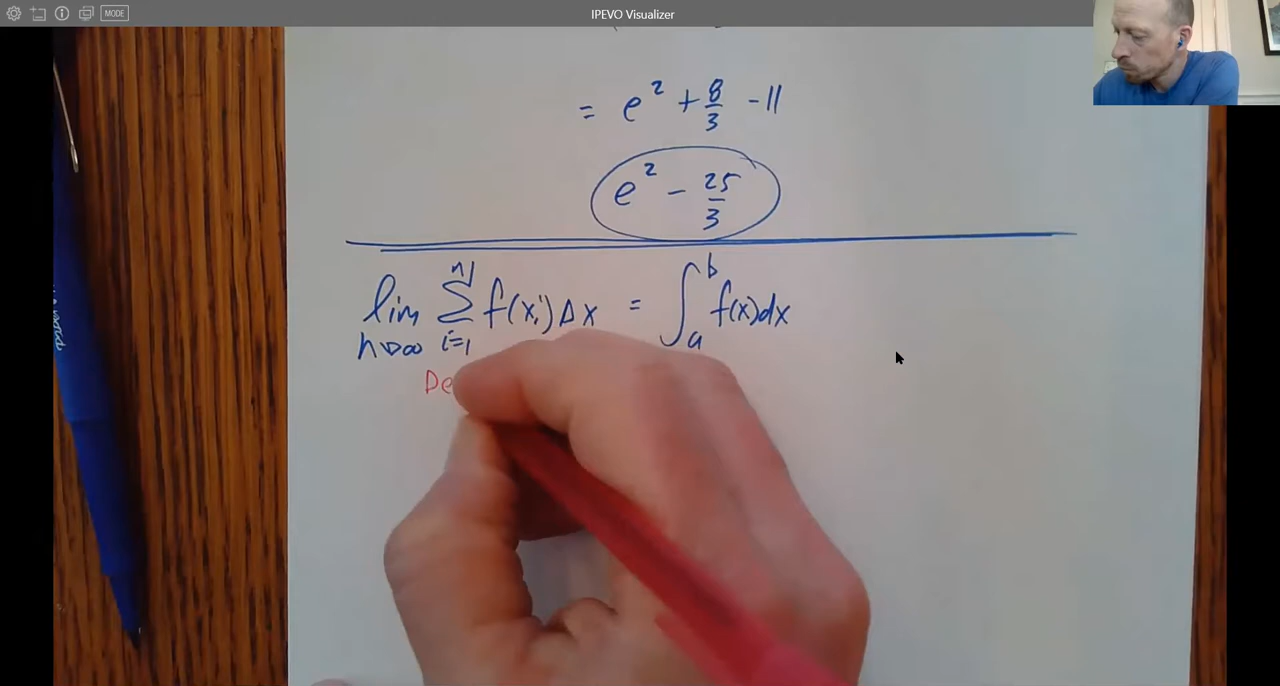 MODE
IPEVO Visualizer
= e² + 8/3 - 11
e² - 25/3
lim n→∞ n Σ i=1 f(xᵢ)Δx = ∫ₐᵇ f(x)dx
De